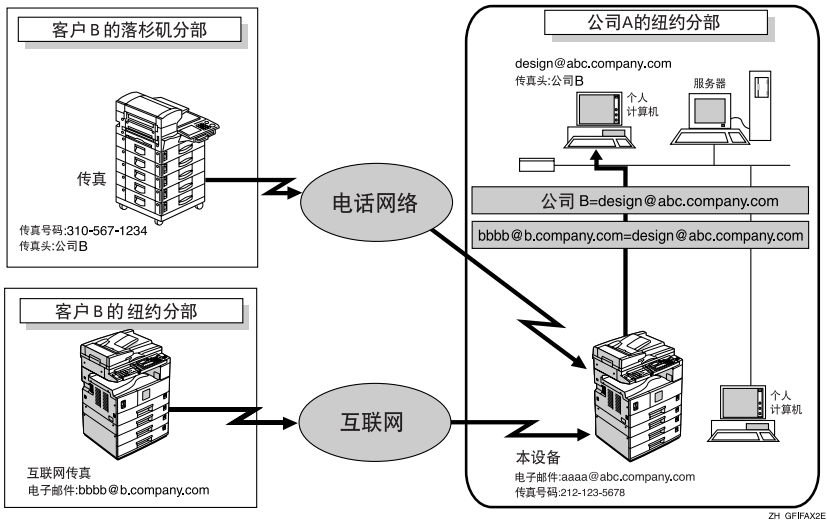 客户 B 的落杉矶分部
传真
传真号码:310-567-1234
传真头:公司B
客户 B 的 纽约分部
互联网传真
电子邮件:bbbb@b.company.com
电话网络
互联网
公司A的纽约分部
design@abc.company.com
传真头:公司B
个人
计算机
服务器
公司 B=design@abc.company.com
bbbb@b.company.com=design@abc.company.com
个人
计算机
本设备
电子邮件:aaaa@abc.company.com
传真号码:212-123-5678
ZH GFIFAX2E